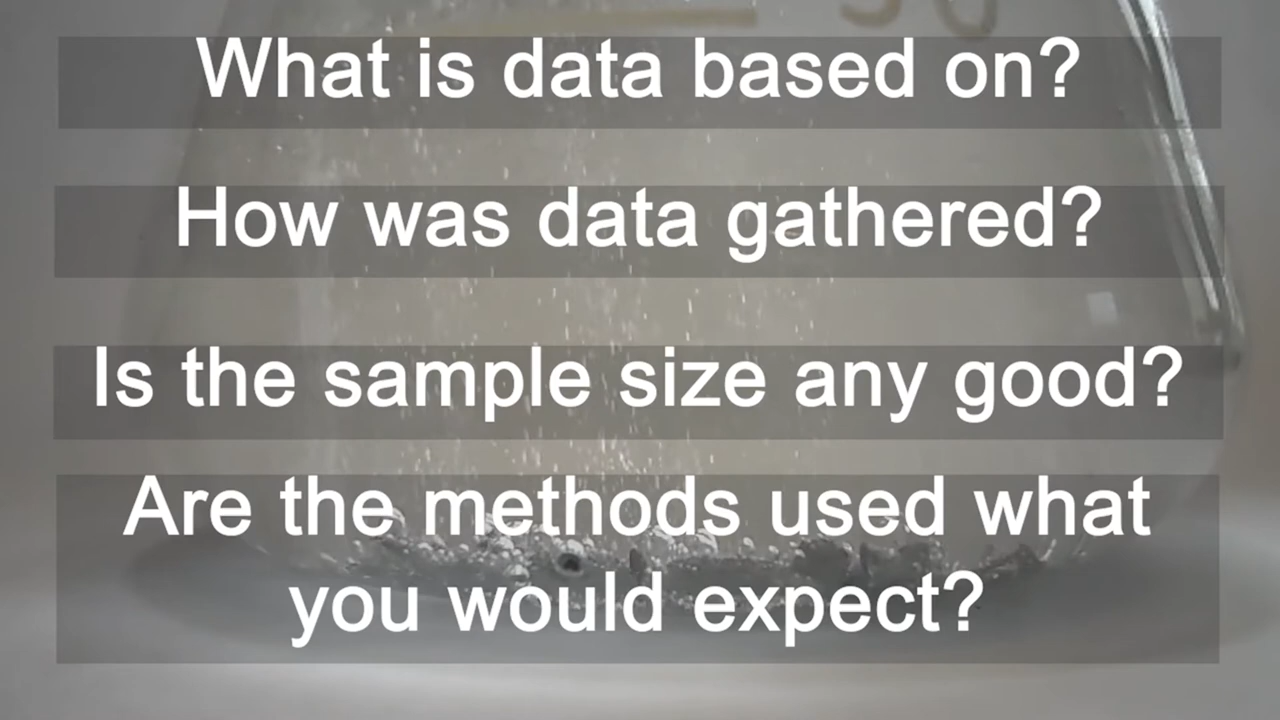 50
What is data based on?
How was data gathered?
Is the sample size any good?
Are the methods used what
you would expect?